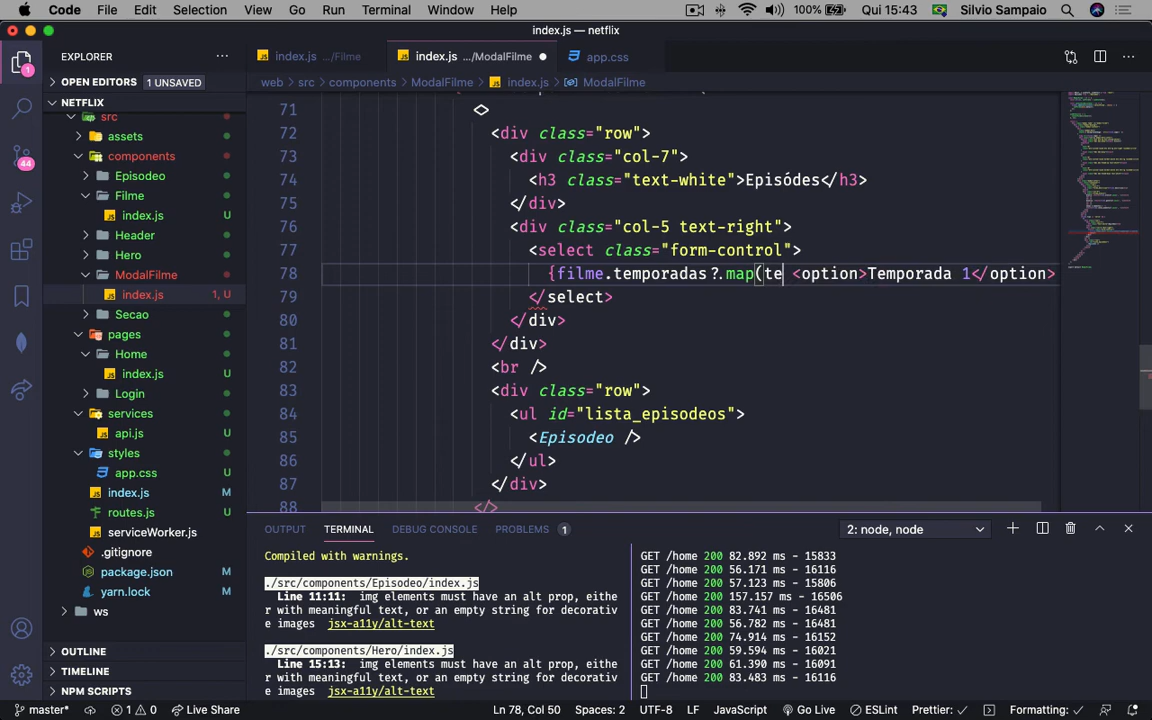 Code File Edit Selection View Go Run Terminal Window Help 100% Qui 15:43 Silvio Sampaio
index.js — netflix
EXPLORER
index.js .../Filme index.js .../ModalFilme app.css
OPEN EDITORS 1 UNSAVED
web > src > components > ModalFilme > index.js > ModalFilme
NETFLIX
src
assets
components
Episodeo
Filme
index.js U
Header
Hero
ModalFilme
index.js 1, U
Secao
pages
Home
index.js U
Login
services
api.js U
styles
app.css U
index.js M
routes.js U
serviceWorker.js
.gitignore
package.json M
yarn.lock M
ws
OUTLINE
TIMELINE
NPM SCRIPTS
1
44
71 <>
72 <div class="row">
73 <div class="col-7">
74 <h3 class="text-white">Episódes</h3>
75 </div>
76 <div class="col-5 text-right">
77 <select class="form-control">
78 {filme.temporadas?.map(te <option>Temporada 1</option>
79 </select>
80 </div>
81 </div>
82 <br />
83 <div class="row">
84 <ul id="lista_episodeos">
85 <Episodeo />
86 </ul>
87 </div>
88 </>
OUTPUT TERMINAL DEBUG CONSOLE PROBLEMS 1 2: node, node
Compiled with warnings.
./src/components/Episodeo/index.js
Line 11:11: img elements must have an alt prop, eithe
r with meaningful text, or an empty string for decorativ
e images jsx-a11y/alt-text
./src/components/Hero/index.js
Line 15:13: img elements must have an alt prop, eithe
r with meaningful text, or an empty string for decorativ
e images jsx-a11y/alt-text
GET /home 200 82.892 ms - 15833
GET /home 200 56.171 ms - 16116
GET /home 200 57.123 ms - 15806
GET /home 200 157.157 ms - 16506
GET /home 200 83.741 ms - 16481
GET /home 200 56.782 ms - 16481
GET /home 200 74.914 ms - 16152
GET /home 200 59.594 ms - 16021
GET /home 200 61.390 ms - 16091
GET /home 200 83.483 ms - 16116
master* 1 0 Live Share Ln 78, Col 50 Spaces: 2 UTF-8 LF JavaScript Go Live ESLint Prettier: Formatting: